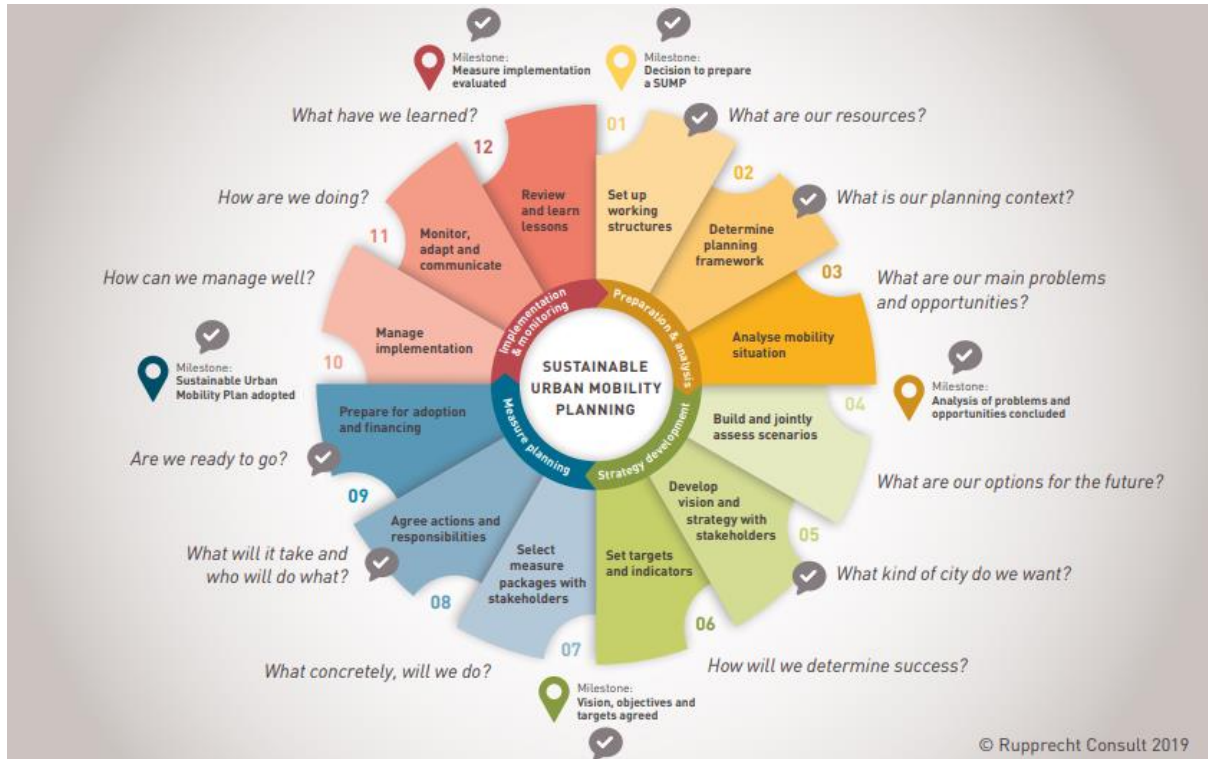 Milestone:
Measure implementation
evaluated
Milestone:
Decision to prepare
a SUMP
What have we learned?
What are our resources?
01
12
Review
and learn
lessons
Set up
working
structures
02
How are we doing?
What is our planning context?
11
Monitor,
adapt and
communicate
Determine
planning
framework
03
How can we manage well?
What are our main problems
and opportunities?
10
Manage
implementation
Analyse mobility
situation
Implementation
& monitoring
Preparation & analysis
SUSTAINABLE
URBAN MOBILITY
PLANNING
Measure planning
Strategy development
Milestone:
Sustainable Urban
Mobility Plan adopted
Milestone:
Analysis of problems and
opportunities concluded
Prepare for adoption
and financing
04
Build and jointly
assess scenarios
Are we ready to go?
What are our options for the future?
09
Agree actions and
responsibilities
Develop
vision and
strategy with
stakeholders
05
What will it take and
who will do what?
Select
measure
packages with
stakeholders
Set targets
and indicators
What kind of city do we want?
08
06
07
What concretely, will we do?
How will we determine success?
Milestone:
Vision, objectives and
targets agreed
© Rupprecht Consult 2019